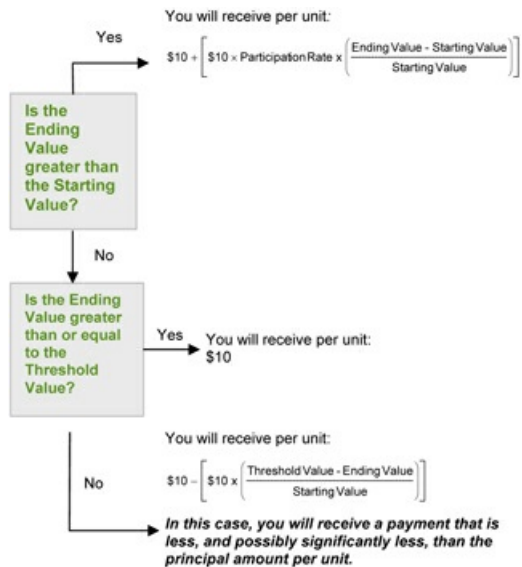 You will receive per unit:
Yes
$10 + [$10 × Participation Rate x (Ending Value - Starting Value
Starting Value)]
Is the
Ending
Value
greater than
the Starting
Value?
No
Is the Ending
Value greater
than or equal
to the
Threshold
Value?
Yes
You will receive per unit:
$10
You will receive per unit:
No
$10 – [$10 x (Threshold Value - Ending Value
Starting Value)]
In this case, you will receive a payment that is
less, and possibly significantly less, than the
principal amount per unit.